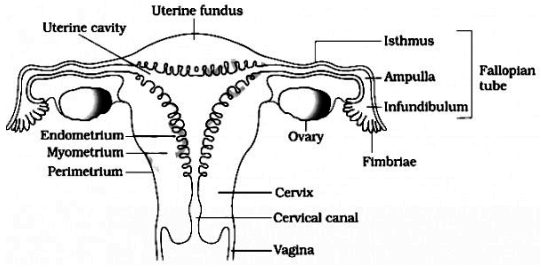 Uterine fundus
Uterine cavity
Isthmus
Ampulla
Fallopian
tube
Infundibulum
Endometrium
Ovary
Myometrium
Fimbriae
Perimetrium
Cervix
Cervical canal
Vagina